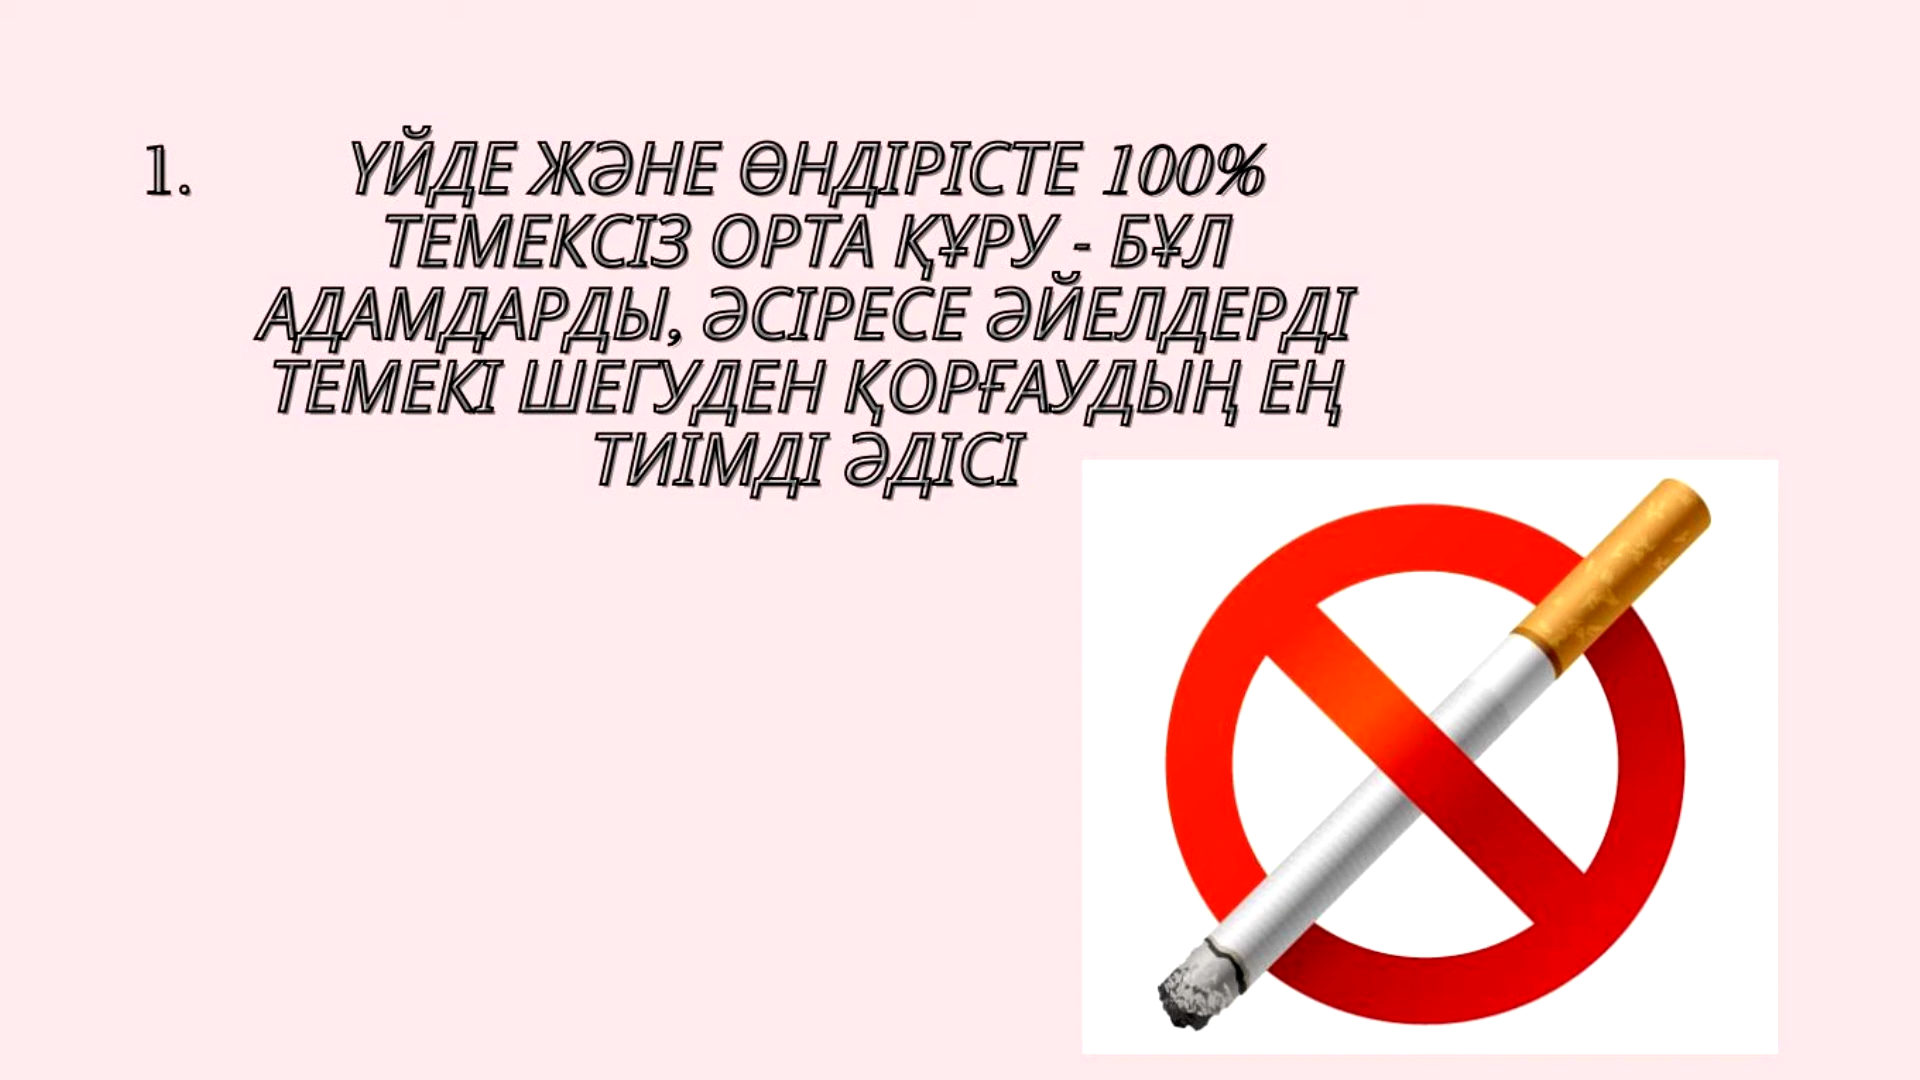 1. ҮЙДЕ ЖӘНЕ ӨНДІРІСТЕ 100%
ТЕМЕКСІЗ ОРТА ҚҰРУ - БҰЛ
АДАМДАРДЫ, ӘСІРЕСЕ ӘЙЕЛДЕРДІ
ТЕМЕКІ ШЕГУДЕН ҚОРҒАУДЫҢ ЕҢ
ТИІМДІ ӘДІСІ